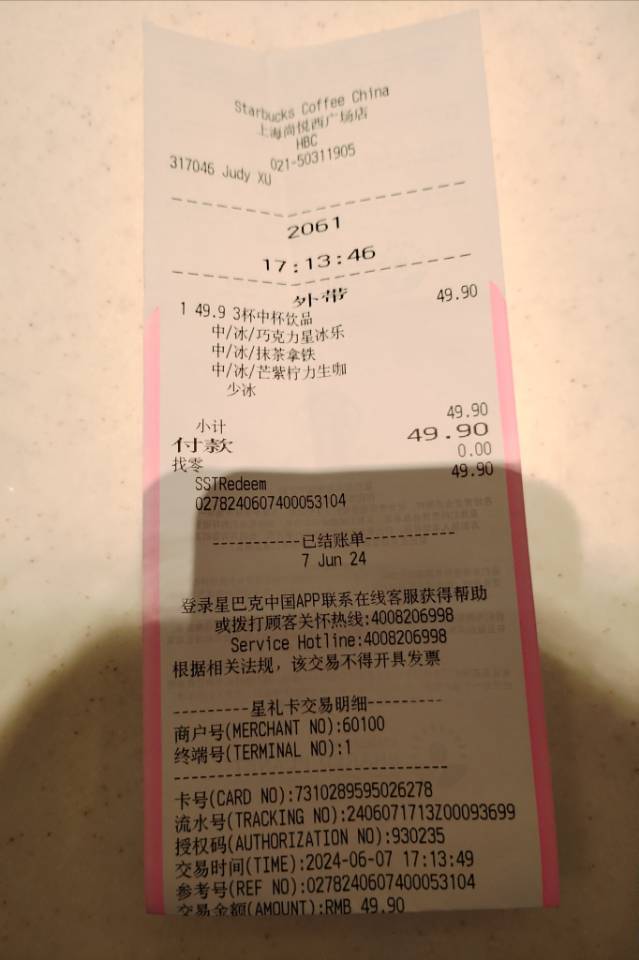 Starbucks Coffee China
上海尚悦西广场店
HBC
021-50311905
317046 Judy XU
2061
17:13:46
外带
1 49.9 3杯中杯饮品 49.90
中/冰/巧克力星冰乐
中/冰/抹茶拿铁
中/冰/芒紫柠力生咖
少冰
小计 49.90
付款 49.90
找零 0.00
SSTRedeem 49.90
0278240607400053104
------------已结账单------------
7 Jun 24
登录星巴克中国APP联系在线客服获得帮助
或拨打顾客关怀热线:4008206998
Service Hotline:4008206998
根据相关法规，该交易不得开具发票
----------星礼卡交易明细----------
商户号(MERCHANT NO):60100
终端号(TERMINAL NO):1
卡号(CARD NO):7310289595026278
流水号(TRACKING NO):2406071713Z00093699
授权码(AUTHORIZATION NO):930235
交易时间(TIME):2024-06-07 17:13:49
参考号(REF NO):0278240607400053104
交易金额(AMOUNT):RMB 49.90